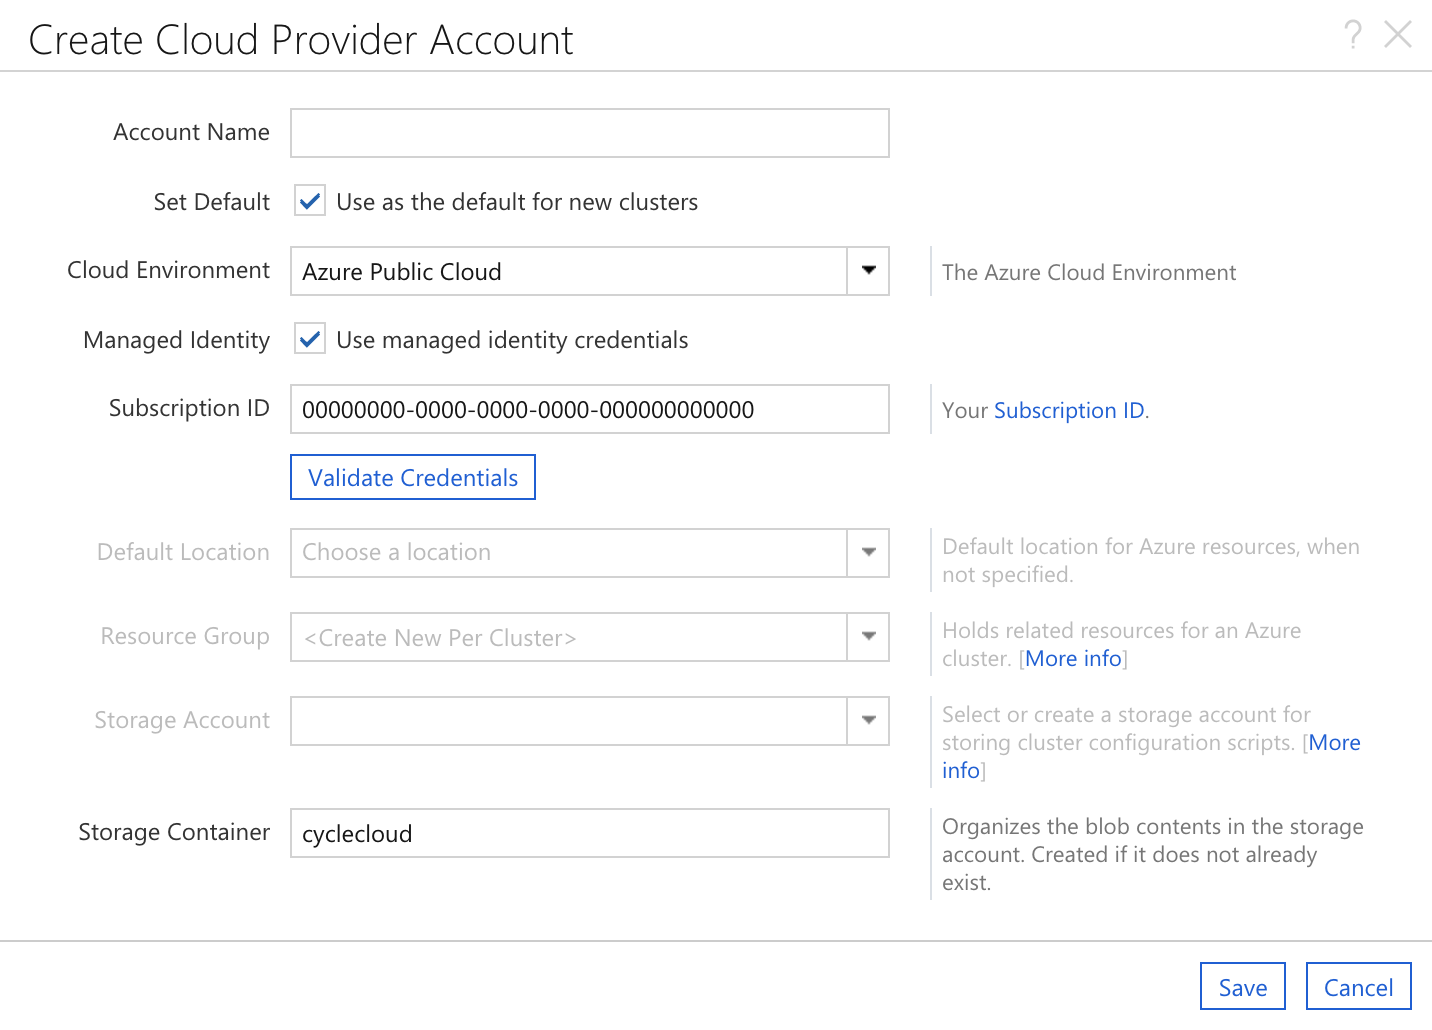 Create Cloud Provider Account
?
Account Name
Set Default
Use as the default for new clusters
Cloud Environment
Azure Public Cloud
The Azure Cloud Environment
Managed Identity
Use managed identity credentials
Subscription ID
00000000-0000-0000-0000-000000000000
Your Subscription ID.
Validate Credentials
Default Location
Choose a location
Default location for Azure resources, when
not specified.
Resource Group
<Create New Per Cluster>
Holds related resources for an Azure
cluster. [More info]
Storage Account
Select or create a storage account for
storing cluster configuration scripts. [More
info]
Storage Container
cyclecloud
Organizes the blob contents in the storage
account. Created if it does not already
exist.
Save
Cancel